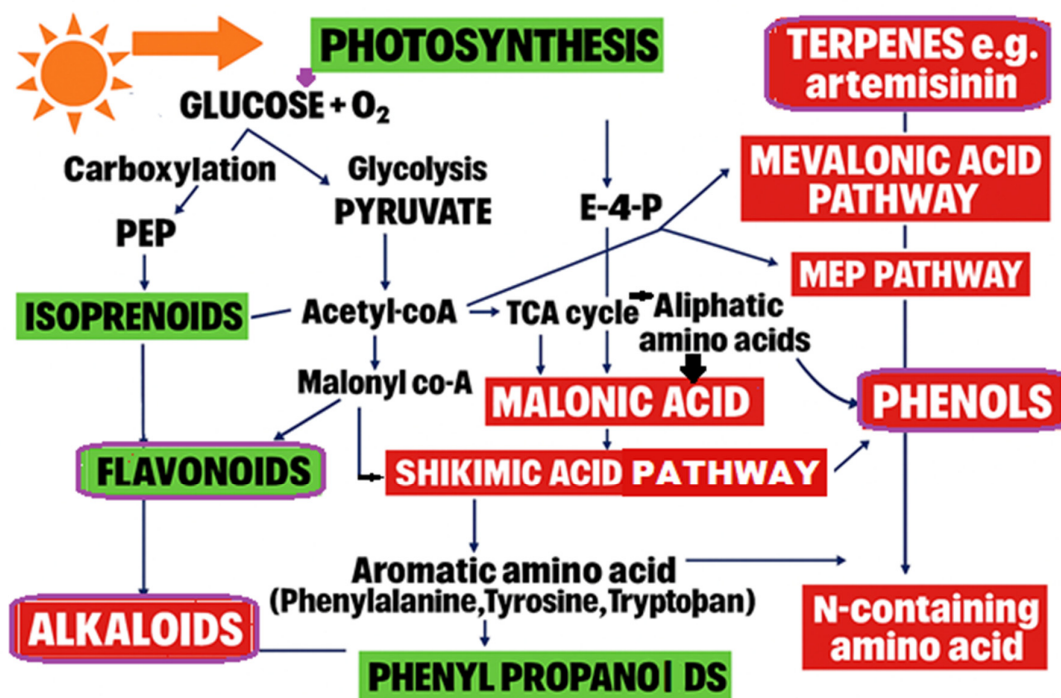 PHOTOSYNTHESIS
TERPENES e.g.
artemisinin
GLUCOSE + O₂
Carboxylation
Glycolysis
PYRUVATE
E-4-P
MEVALONIC ACID
PATHWAY
PEP
MEP PATHWAY
ISOPRENOIDS
Acetyl-coA
TCA cycle
Aliphatic
amino acids
Malonyl co-A
MALONIC ACID
PHENOLS
FLAVONOIDS
SHIKIMIC ACID PATHWAY
Aromatic amino acid
(Phenylalanine,Tyrosine,Tryptoþan)
ALKALOIDS
N-containing
amino acid
PHENYL PROPANOI DS